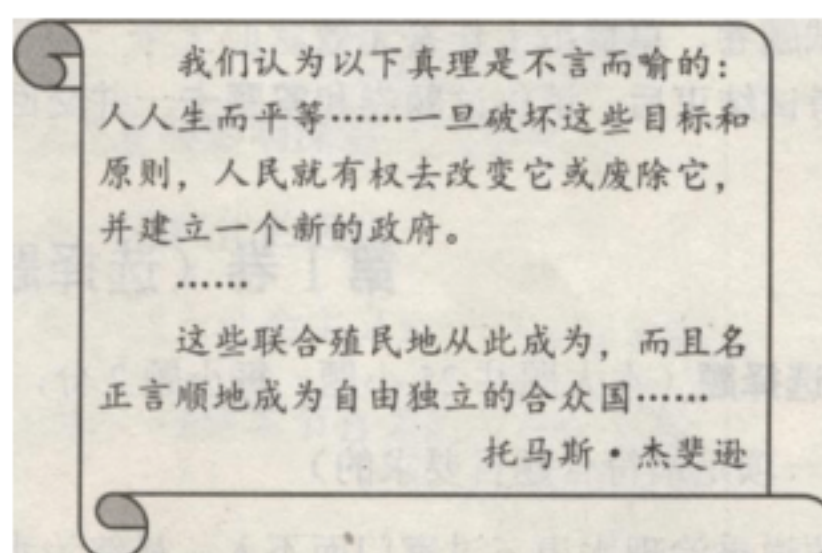 我们认为以下真理是不言而喻的：
人人生而平等……一旦破坏这些目标和
原则，人民就有权去改变它或废除它，
并建立一个新的政府。
……
这些联合殖民地从此成为，而且名
正言顺地成为自由独立的合众国……
托马斯·杰斐逊